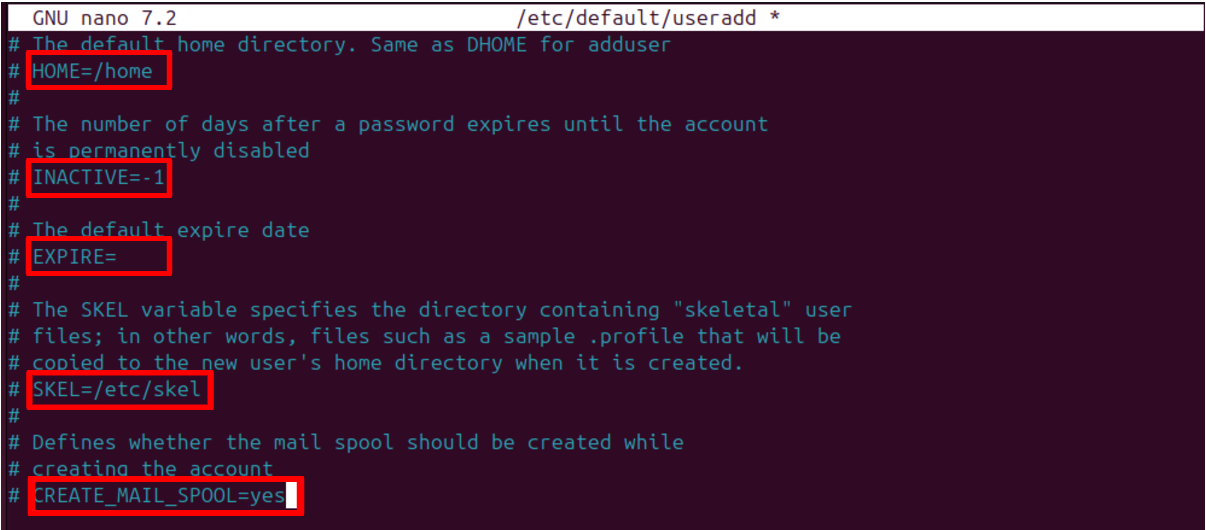 GNU nano 7.2 /etc/default/useradd *
# The default home directory. Same as DHOME for adduser
# HOME=/home
#
# The number of days after a password expires until the account
# is permanently disabled
# INACTIVE=-1
#
# The default expire date
# EXPIRE=
#
# The SKEL variable specifies the directory containing "skeletal" user
# files; in other words, files such as a sample .profile that will be
# copied to the new user's home directory when it is created.
# SKEL=/etc/skel
#
# Defines whether the mail spool should be created while
# creating the account
# CREATE_MAIL_SPOOL=yes